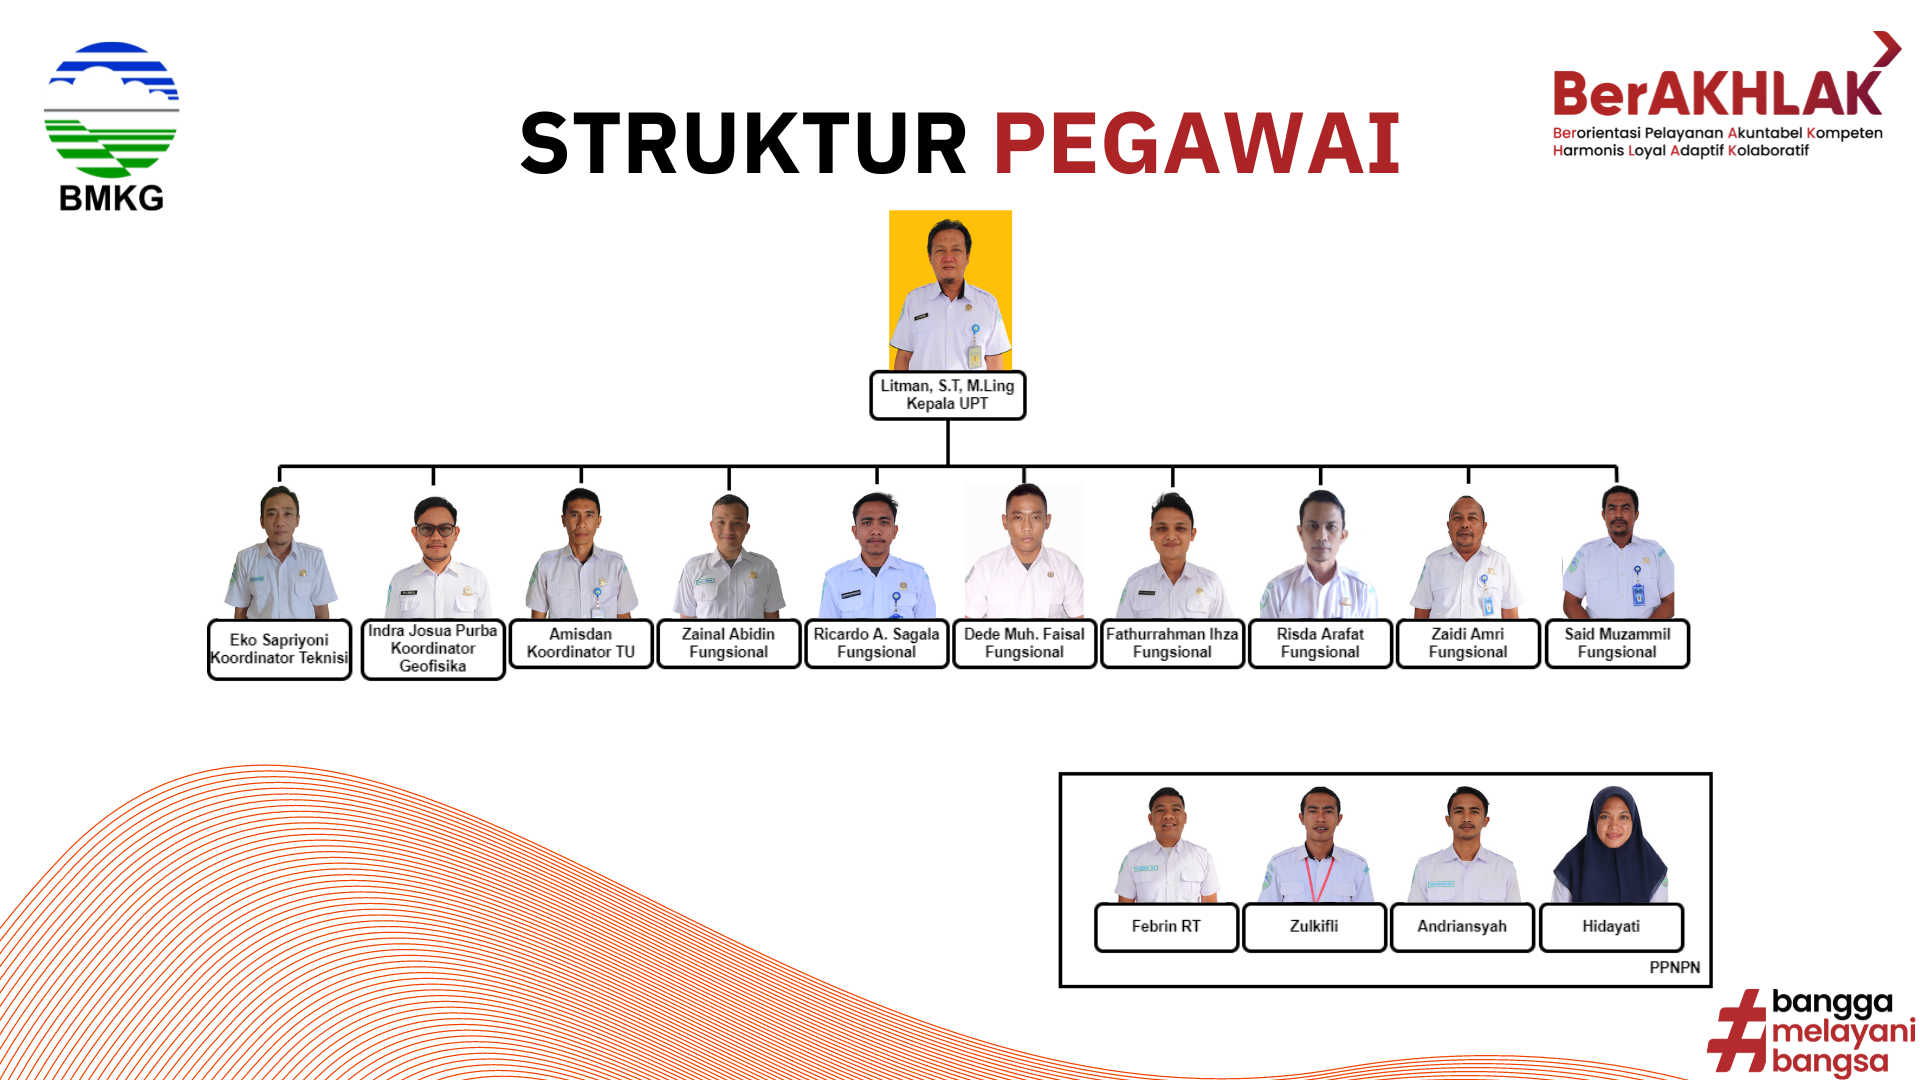 BMKG
STRUKTUR PEGAWAI
BerAKHLAK
Berorientasi Pelayanan Akuntabel Kompeten
Harmonis Loyal Adaptif Kolaboratif
Litman, S.T, M.Ling
Kepala UPT
Eko Sapriyoni
Koordinator Teknisi
Indra Josua Purba
Koordinator
Geofisika
Amisdan
Koordinator TU
Zainal Abidin
Fungsional
Ricardo A. Sagala
Fungsional
Dede Muh. Faisal
Fungsional
Fathurrahman Ihza
Fungsional
Risda Arafat
Fungsional
Zaidi Amri
Fungsional
Said Muzammil
Fungsional
Febrin RT
Zulkifli
Andriansyah
Hidayati
PPNPN
#bangga
melayani
bangsa